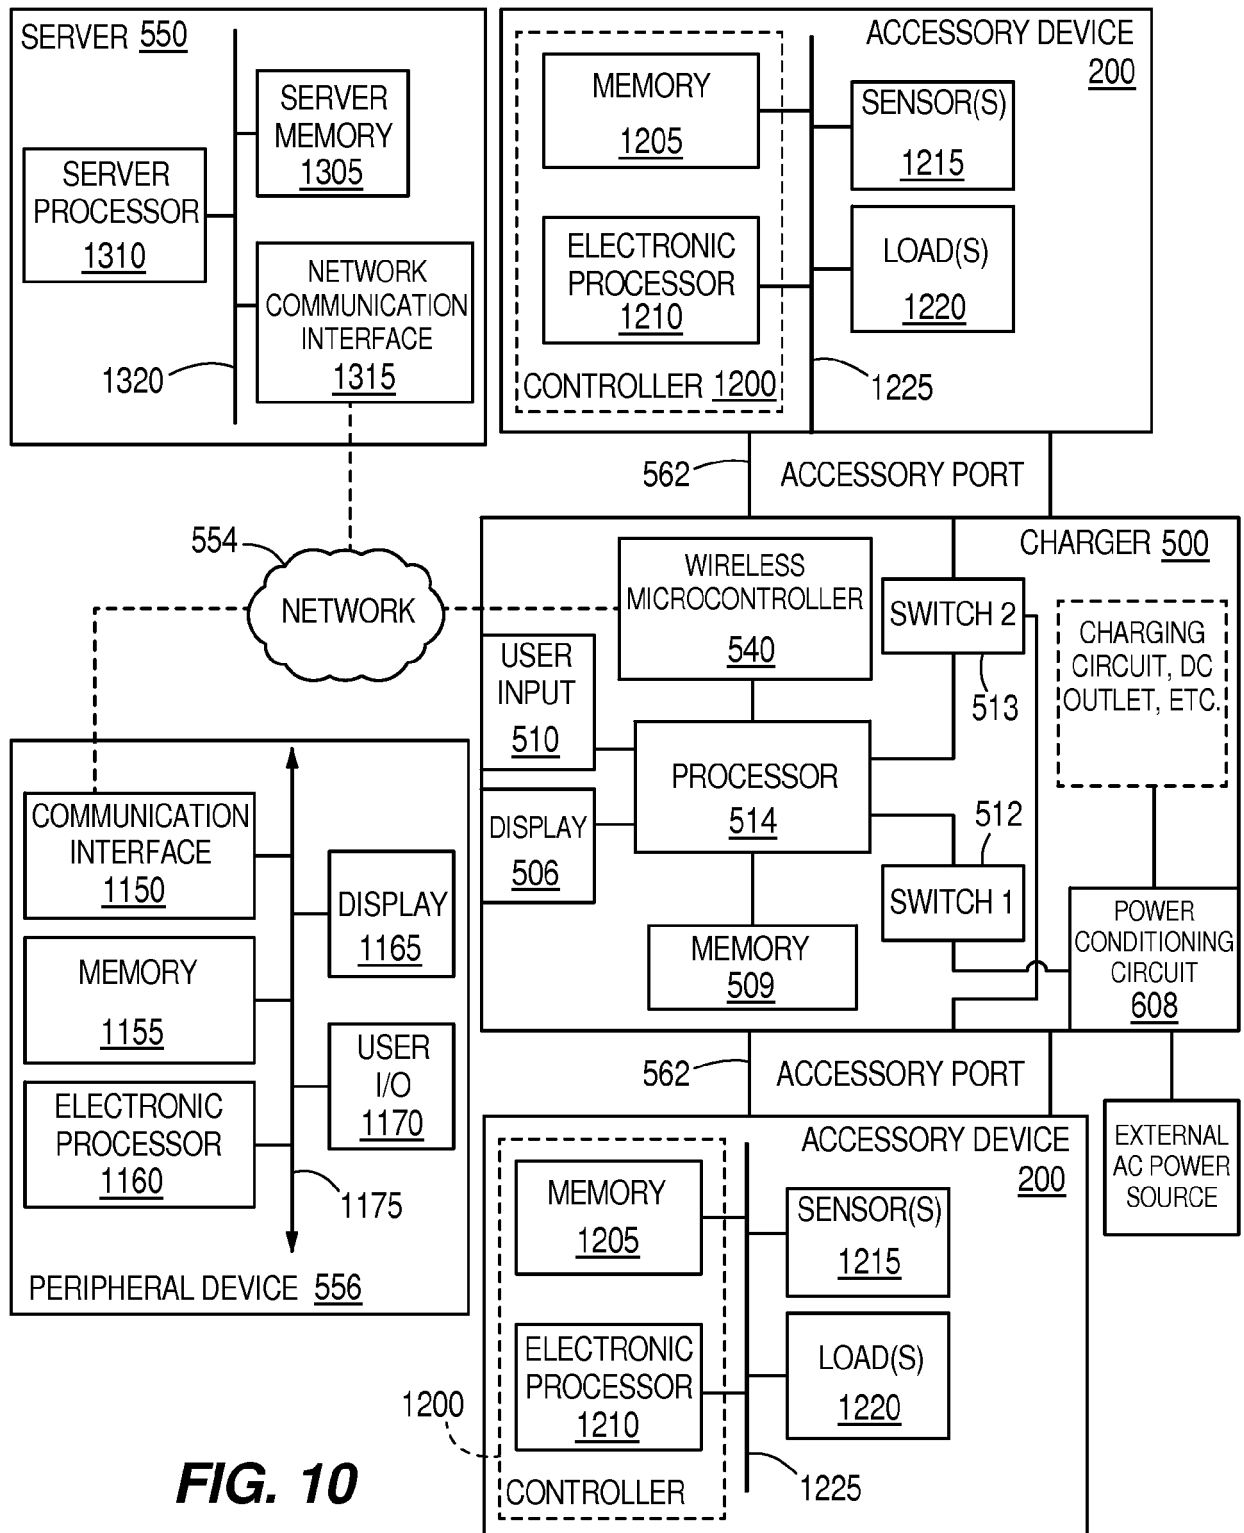 SERVER 550
SERVER
MEMORY
1305
SERVER
PROCESSOR
1310
NETWORK
COMMUNICATION
INTERFACE
1315
1320
ACCESSORY DEVICE
200
MEMORY
1205
SENSOR(S)
1215
ELECTRONIC
PROCESSOR
1210
LOAD(S)
1220
CONTROLLER 1200
1225
562
ACCESSORY PORT
554
NETWORK
CHARGER 500
WIRELESS
MICROCONTROLLER
540
SWITCH 2
513
CHARGING
CIRCUIT, DC
OUTLET, ETC.
USER
INPUT
510
PROCESSOR
514
DISPLAY
506
512
SWITCH 1
MEMORY
509
POWER
CONDITIONING
CIRCUIT
608
COMMUNICATION
INTERFACE
1150
DISPLAY
1165
MEMORY
1155
USER
I/O
1170
ELECTRONIC
PROCESSOR
1160
1175
PERIPHERAL DEVICE 556
562
ACCESSORY PORT
EXTERNAL
AC POWER
SOURCE
ACCESSORY DEVICE
200
MEMORY
1205
SENSOR(S)
1215
ELECTRONIC
PROCESSOR
1210
LOAD(S)
1220
1200
CONTROLLER
1225
FIG. 10